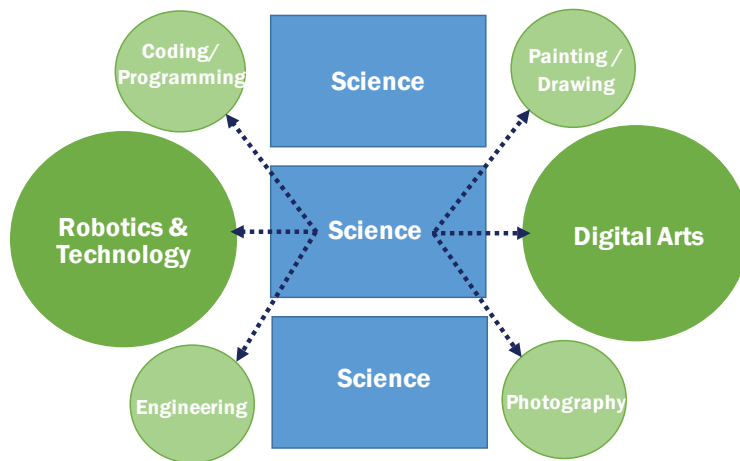 Coding/
Programming
Science
Painting /
Drawing
Robotics &
Technology
Science
Digital Arts
Engineering
Science
Photography